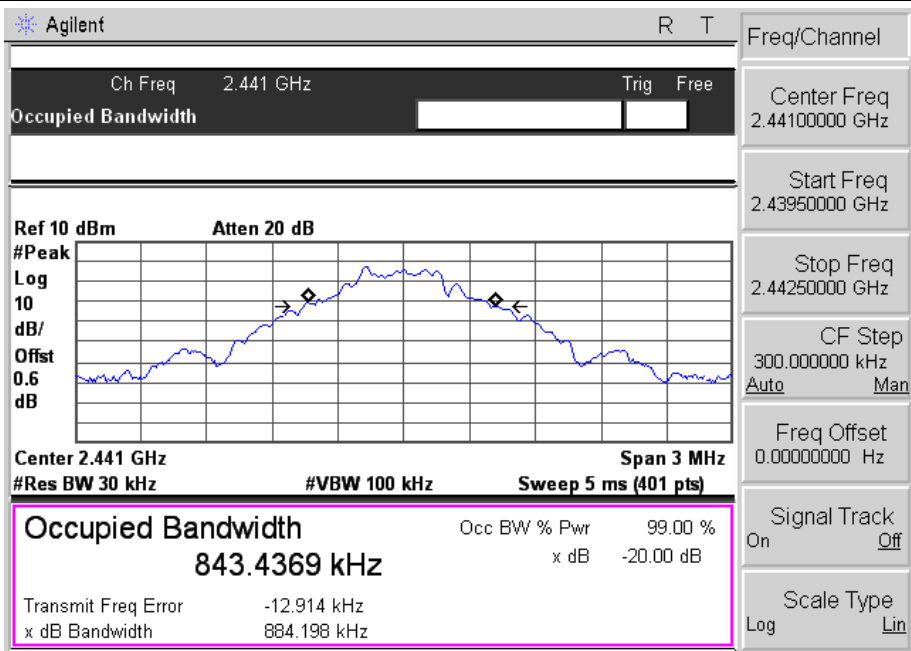 Agilent R T
Ch Freq 2.441 GHz Trig Free
Occupied Bandwidth
Ref 10 dBm Atten 20 dB
#Peak
Log
10
dB/
Offst
0.6
dB
Center 2.441 GHz Span 3 MHz
#Res BW 30 kHz #VBW 100 kHz Sweep 5 ms (401 pts)
Occupied Bandwidth Occ BW % Pwr 99.00 %
843.4369 kHz x dB -20.00 dB
Transmit Freq Error -12.914 kHz
x dB Bandwidth 884.198 kHz
Freq/Channel
Center Freq
2.44100000 GHz
Start Freq
2.43950000 GHz
Stop Freq
2.44250000 GHz
CF Step
300.000000 kHz
Auto Man
Freq Offset
0.00000000 Hz
Signal Track
On Off
Scale Type
Log Lin